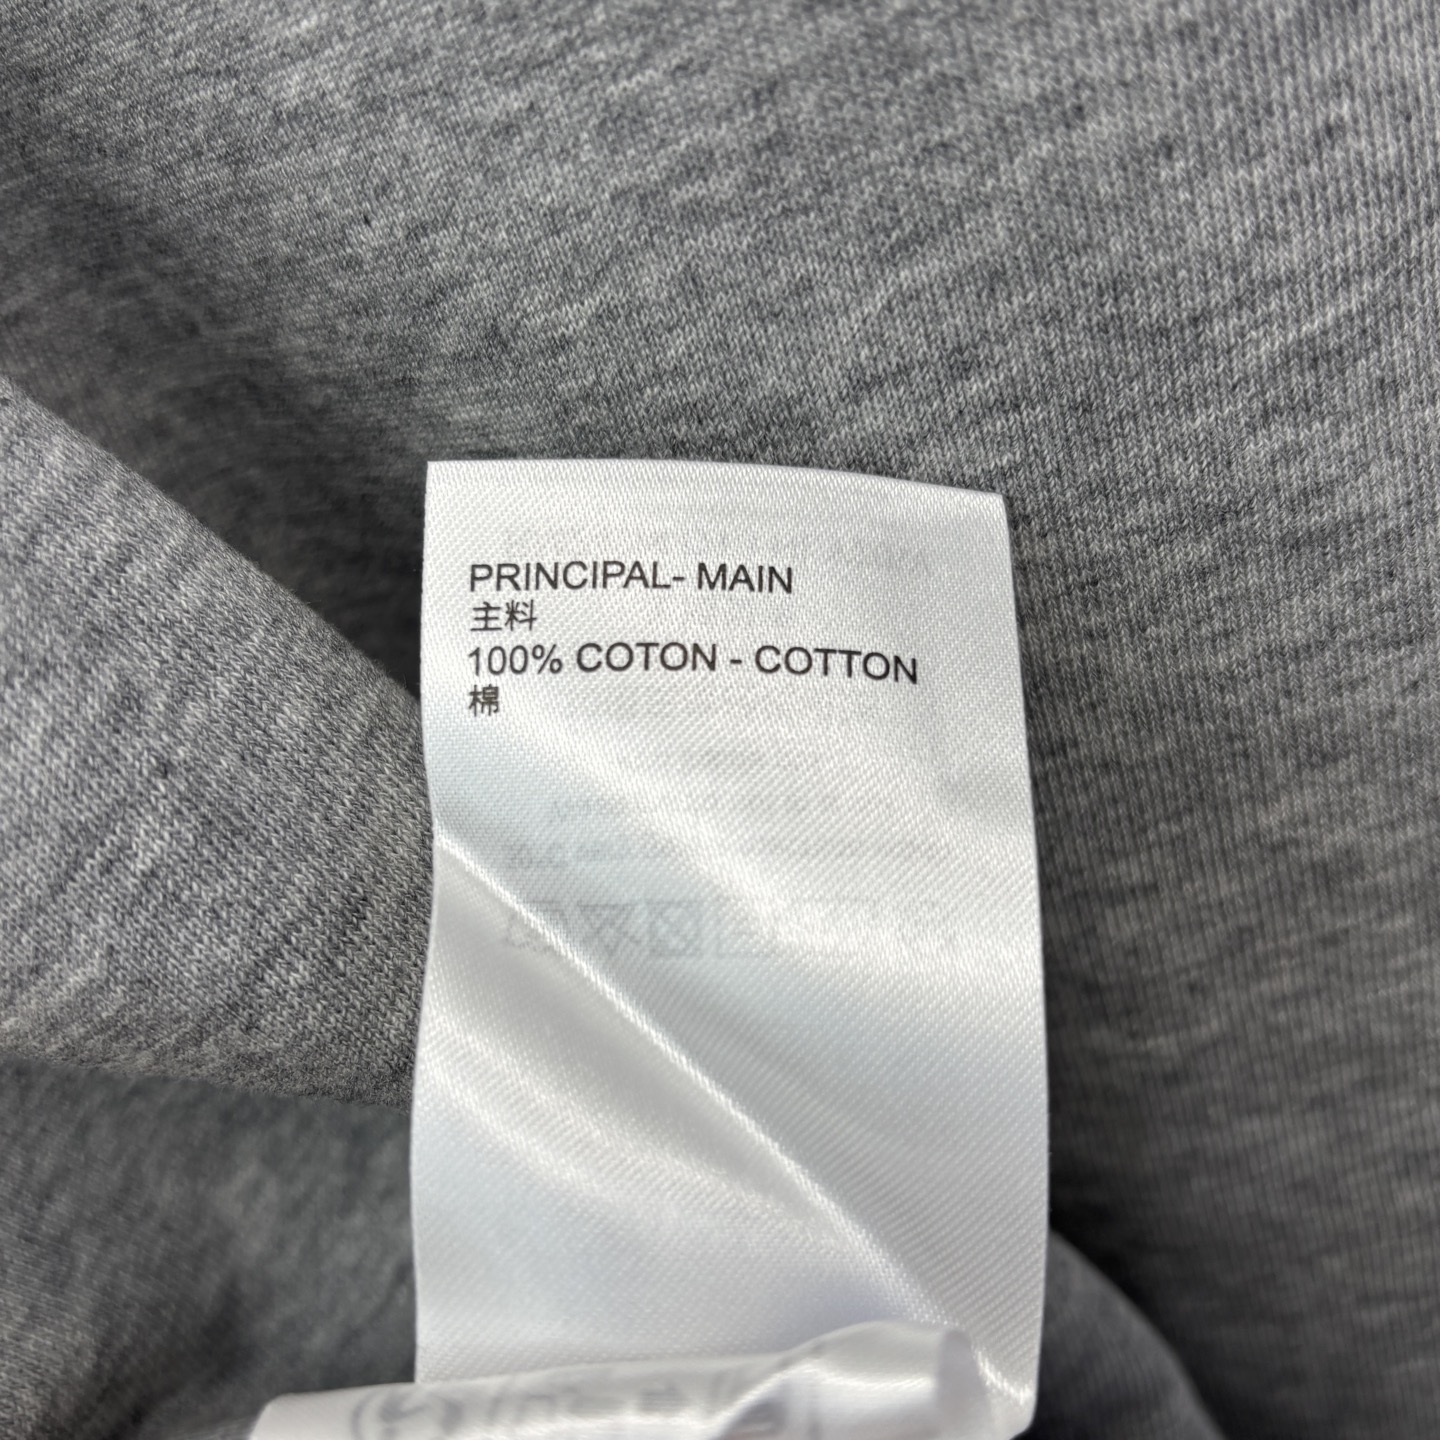 PRINCIPAL- MAIN
主料
100% COTON - COTTON
棉